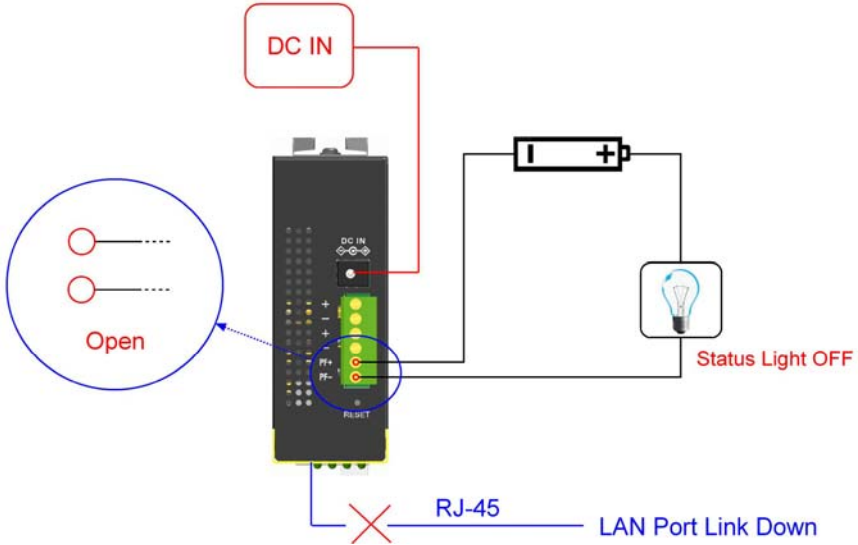 DC IN
DC IN
+
−
+
−
PF+
PF−
RESET
Open
Status Light OFF
RJ-45
LAN Port Link Down